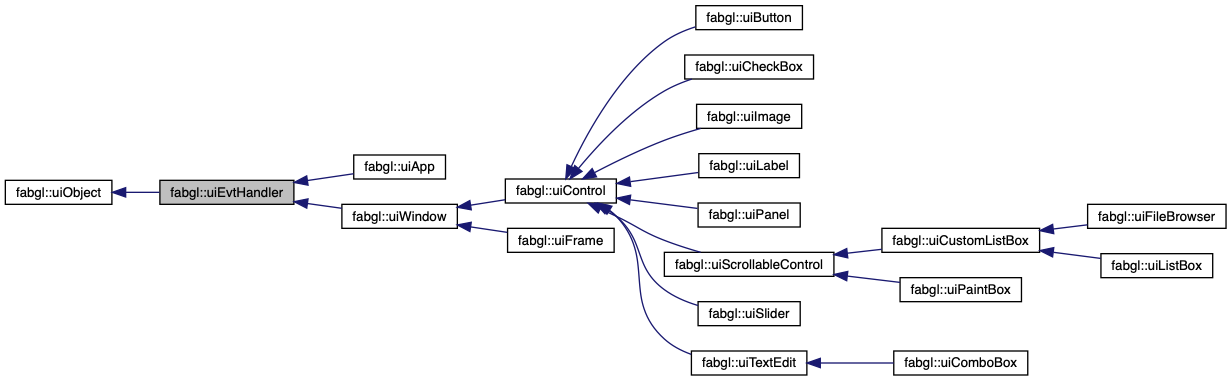 fabgl::uiObject
fabgl::uiEvtHandler
fabgl::uiApp
fabgl::uiWindow
fabgl::uiControl
fabgl::uiFrame
fabgl::uiButton
fabgl::uiCheckBox
fabgl::uiImage
fabgl::uiLabel
fabgl::uiPanel
fabgl::uiScrollableControl
fabgl::uiSlider
fabgl::uiTextEdit
fabgl::uiCustomListBox
fabgl::uiPaintBox
fabgl::uiComboBox
fabgl::uiFileBrowser
fabgl::uiListBox